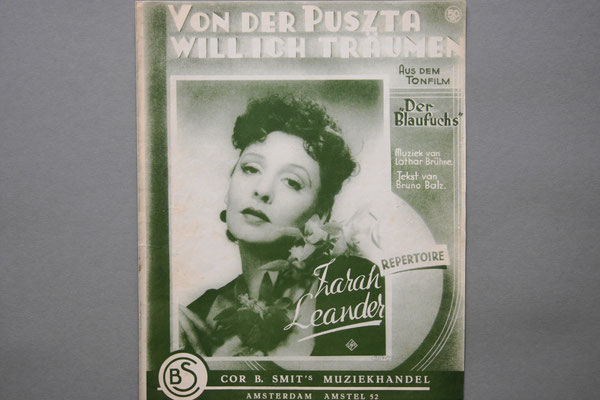 VON DER PUSZTA
WILL ICH TRÄUMEN
AUS DEM
TONFILM
„Der
Blaufuchs"
Muziek van
Lothar Brühne.
Tekst van
Bruno Balz.
REPERTOIRE
Zarah
Leander
CBS
COR B. SMIT's MUZIEKHANDEL
AMSTERDAM AMSTEL 52